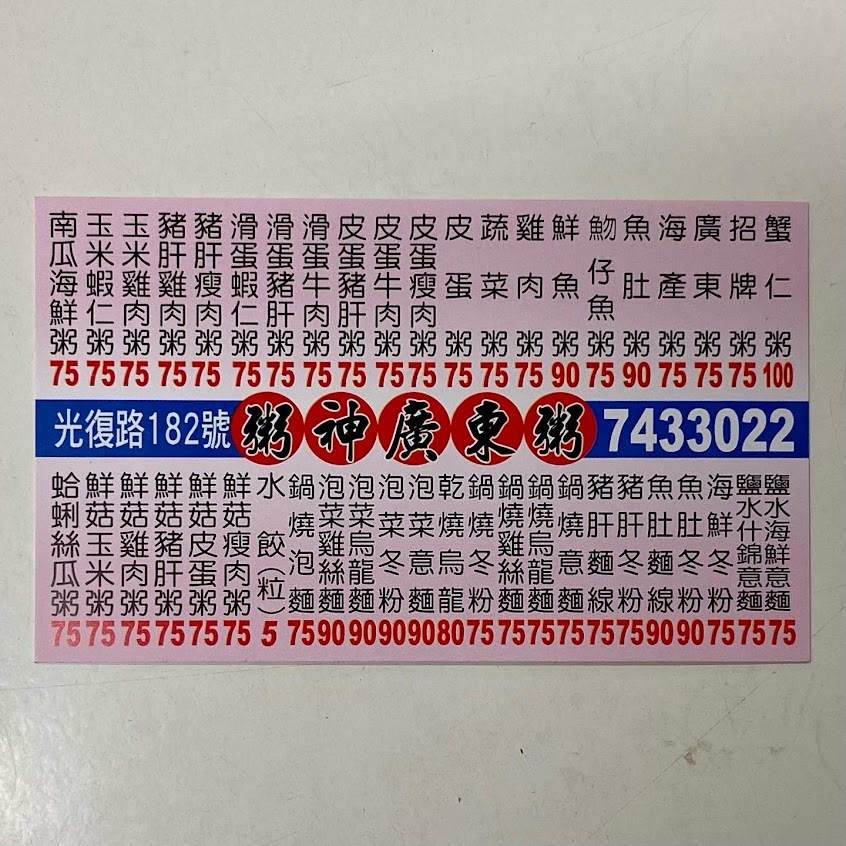 蟹仁粥 100
招牌粥 75
廣東粥 75
海產粥 75
魚肚粥 90
魩仔魚粥 75
鮮魚粥 90
雞肉粥 75
蔬菜粥 75
皮蛋粥 75
皮蛋瘦肉粥 75
皮蛋牛肉粥 75
皮蛋豬肝粥 75
滑蛋牛肉粥 75
滑蛋豬肝粥 75
滑蛋蝦仁粥 75
豬肝瘦肉粥 75
豬肝雞肉粥 75
玉米雞肉粥 75
玉米蝦仁粥 75
南瓜海鮮粥 75
光復路182號 粥神廣東粥 7433022
鹽水海鮮意麵 75
鹽水什錦意麵 75
海鮮冬粉 75
魚肚冬粉 90
魚肚麵線 90
豬肝冬粉 75
豬肝麵線 75
鍋燒意麵 75
鍋燒烏龍麵 75
鍋燒雞絲麵 75
鍋燒冬粉 75
乾燒烏龍 80
泡菜意麵 90
泡菜冬粉 90
泡菜烏龍麵 90
泡菜雞絲麵 90
鍋燒泡麵 75
水餃(粒) 5
鮮菇瘦肉粥 75
鮮菇皮蛋粥 75
鮮菇豬肝粥 75
鮮菇雞肉粥 75
鮮菇玉米粥 75
蛤蜊絲瓜粥 75